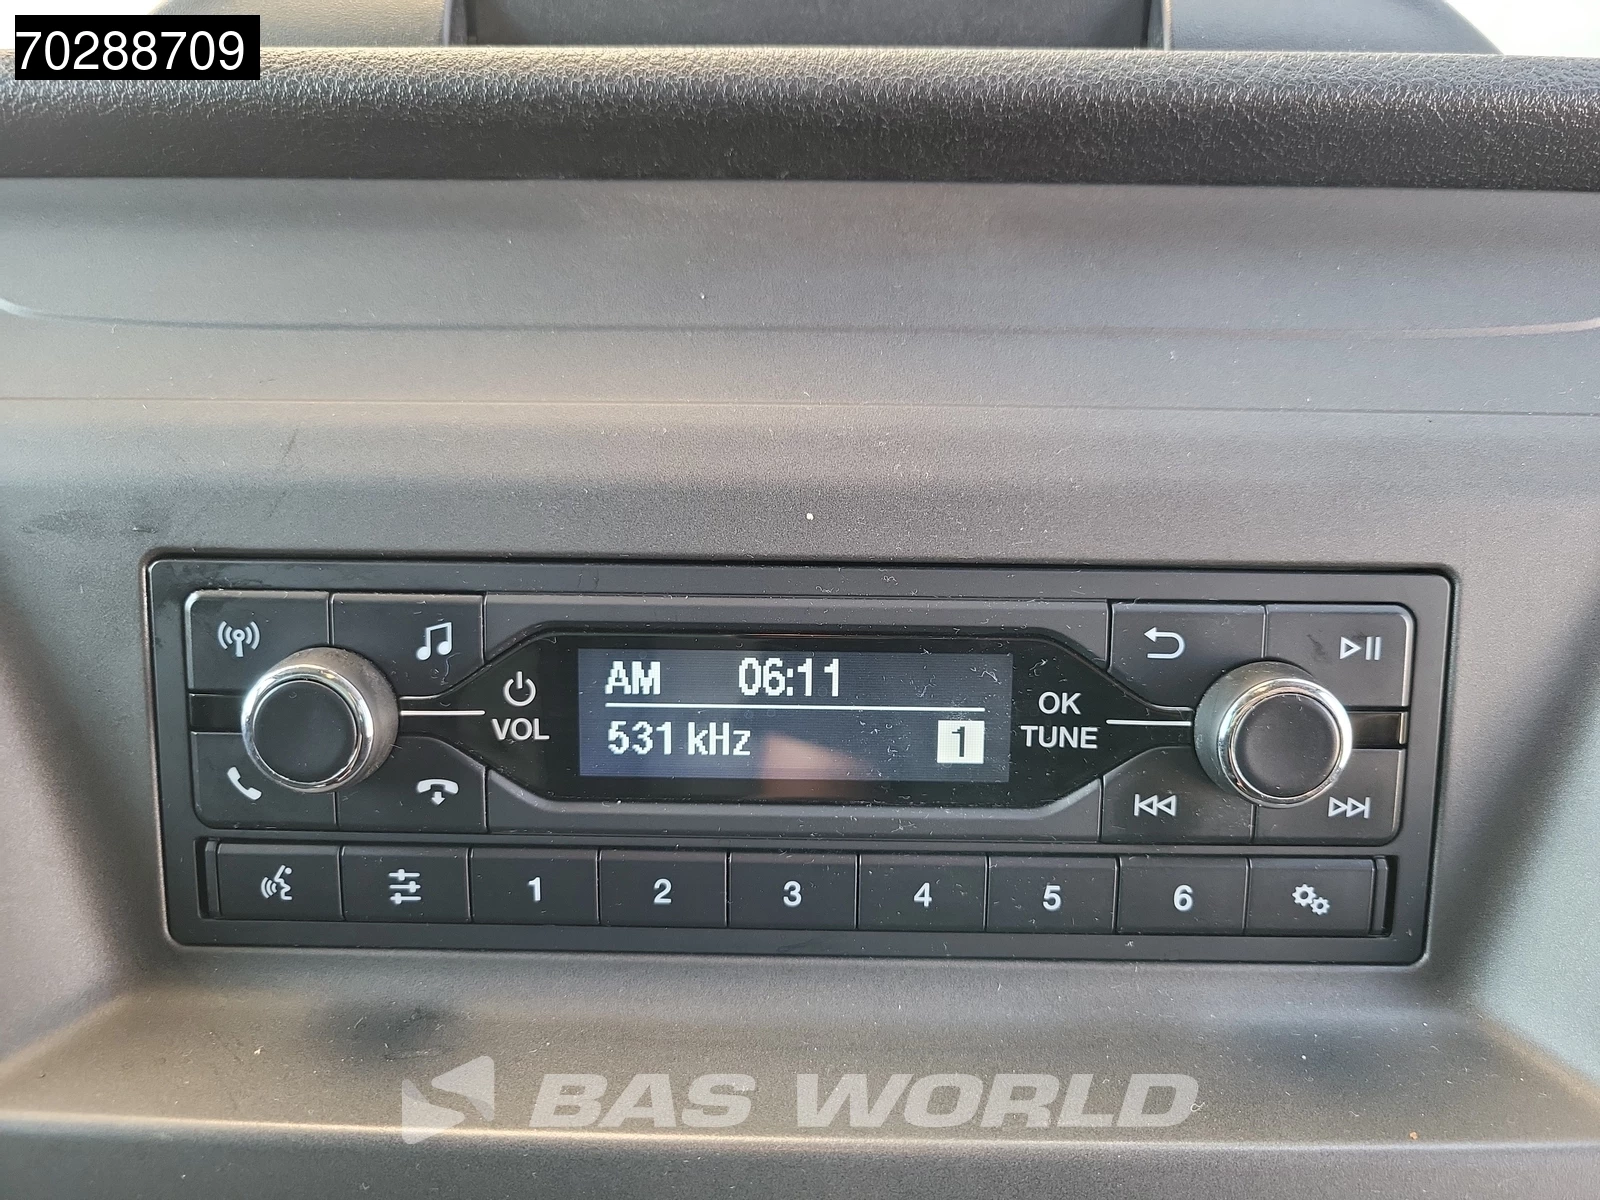 70288709
AM 06:11
531 kHz 1
VOL
OK
TUNE
1 2 3 4 5 6
BAS WORLD